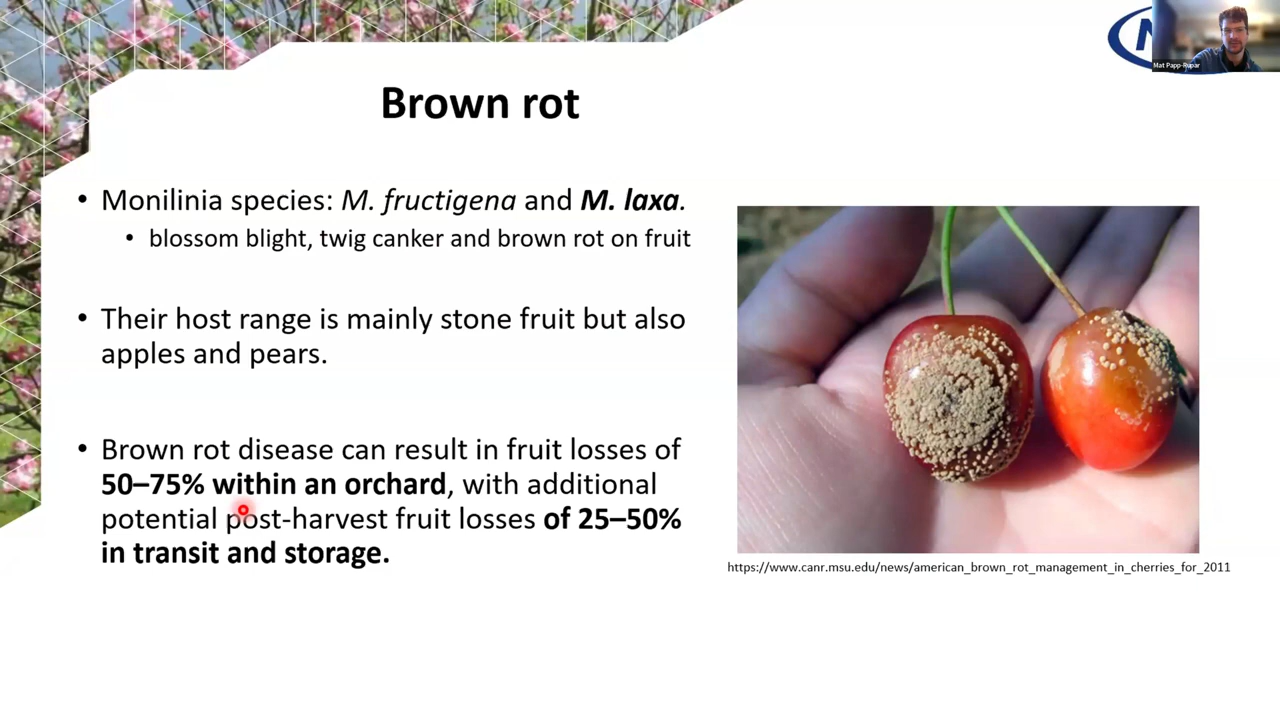 Mat Papp-Rupar
Brown rot
• Monilinia species: M. fructigena and M. laxa.
• blossom blight, twig canker and brown rot on fruit
• Their host range is mainly stone fruit but also
apples and pears.
• Brown rot disease can result in fruit losses of
50–75% within an orchard, with additional
potential post-harvest fruit losses of 25–50%
in transit and storage.
https://www.canr.msu.edu/news/american_brown_rot_management_in_cherries_for_2011